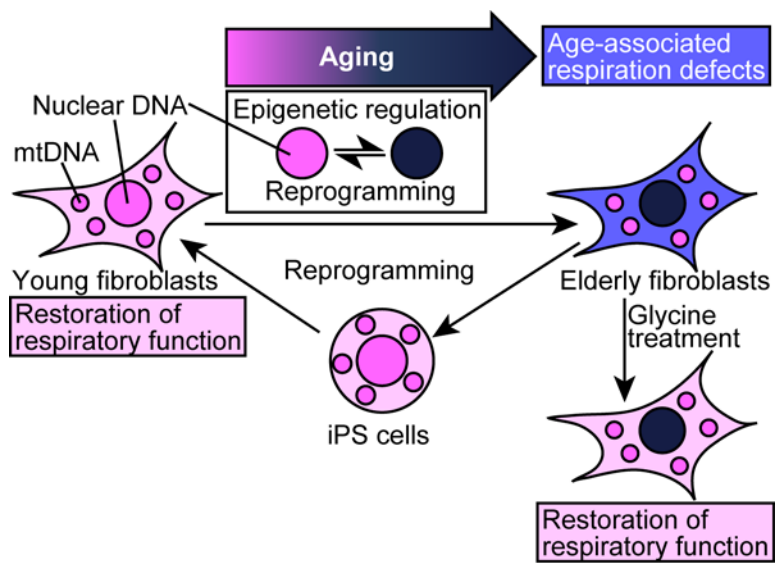 Aging
Age-associated
respiration defects
Nuclear DNA
Epigenetic regulation
mtDNA
Reprogramming
Young fibroblasts
Reprogramming
Elderly fibroblasts
Restoration of
respiratory function
Glycine
treatment
iPS cells
Restoration of
respiratory function